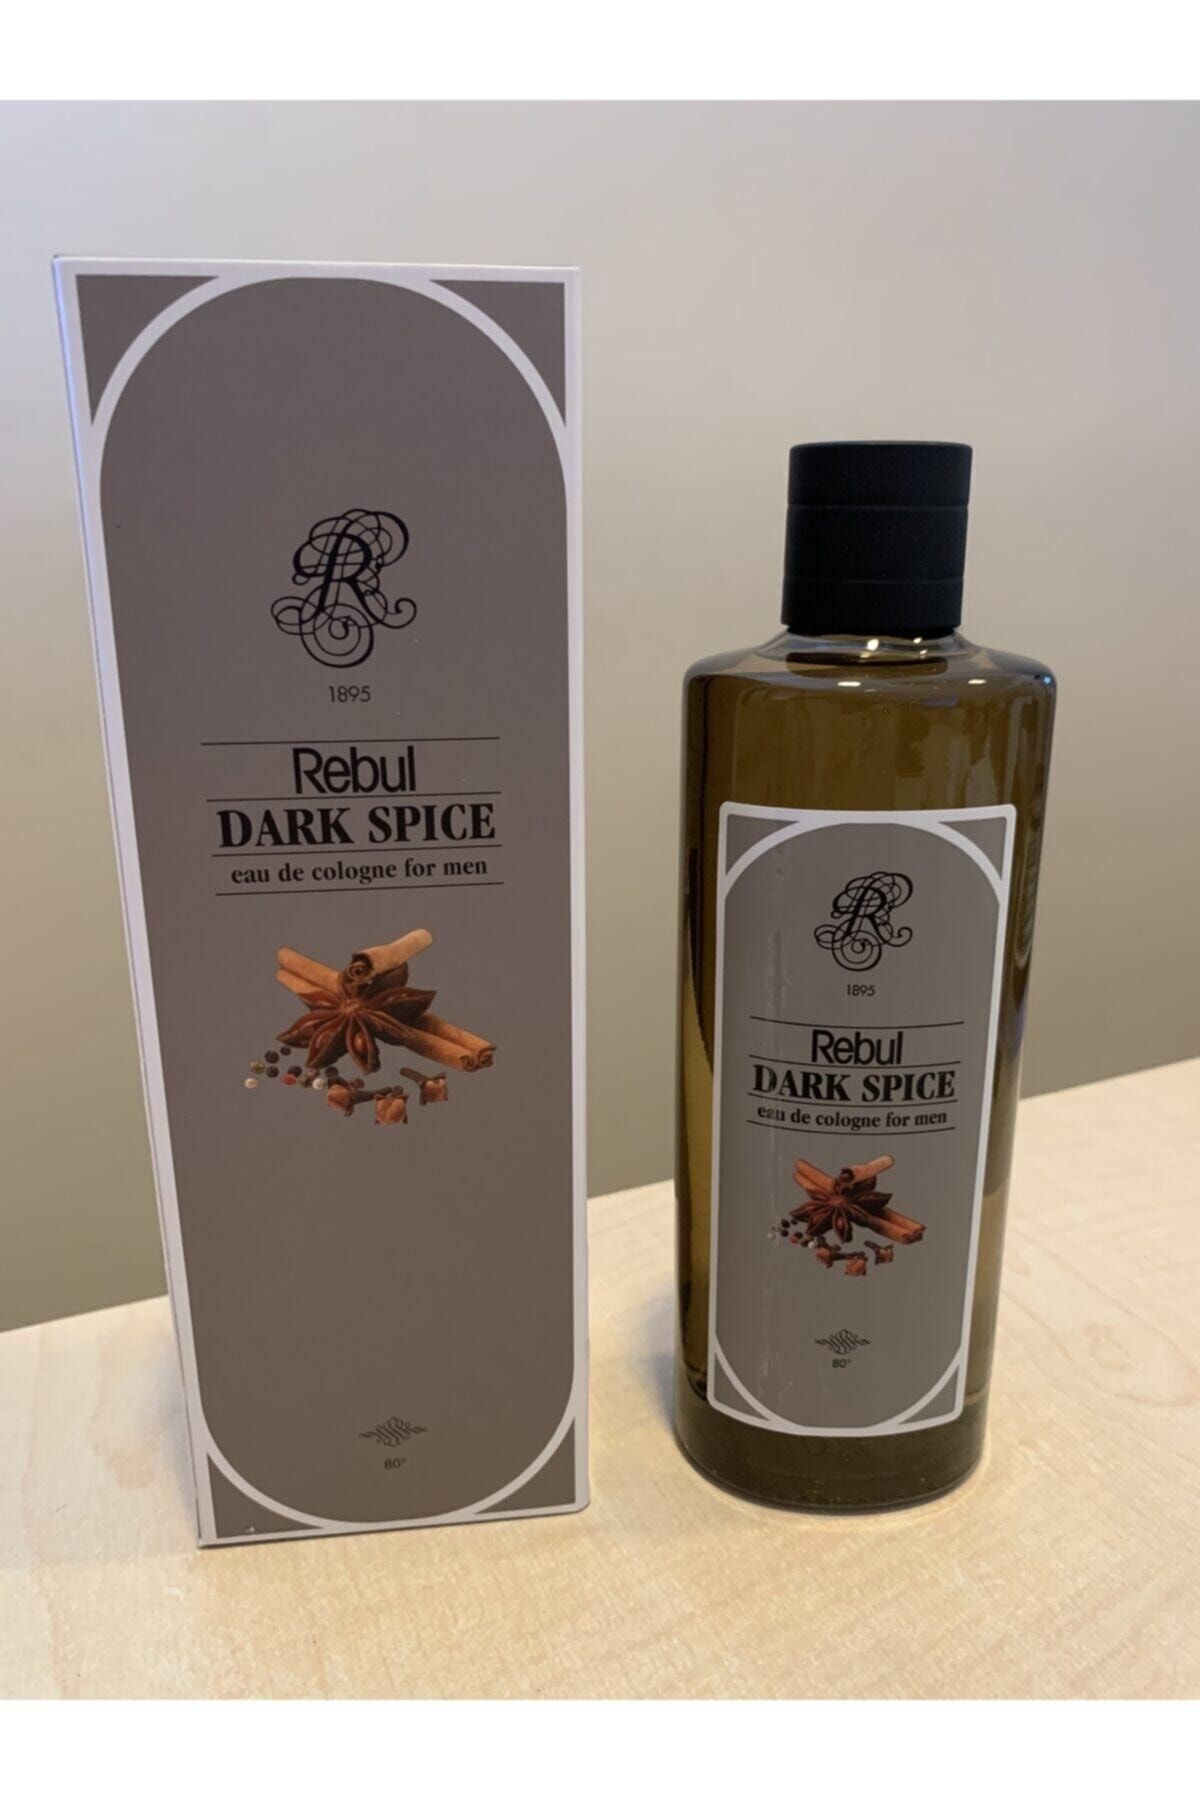 R
1895
Rebul
DARK SPICE
eau de cologne for men
80°
R
1895
Rebul
DARK SPICE
eau de cologne for men
80°